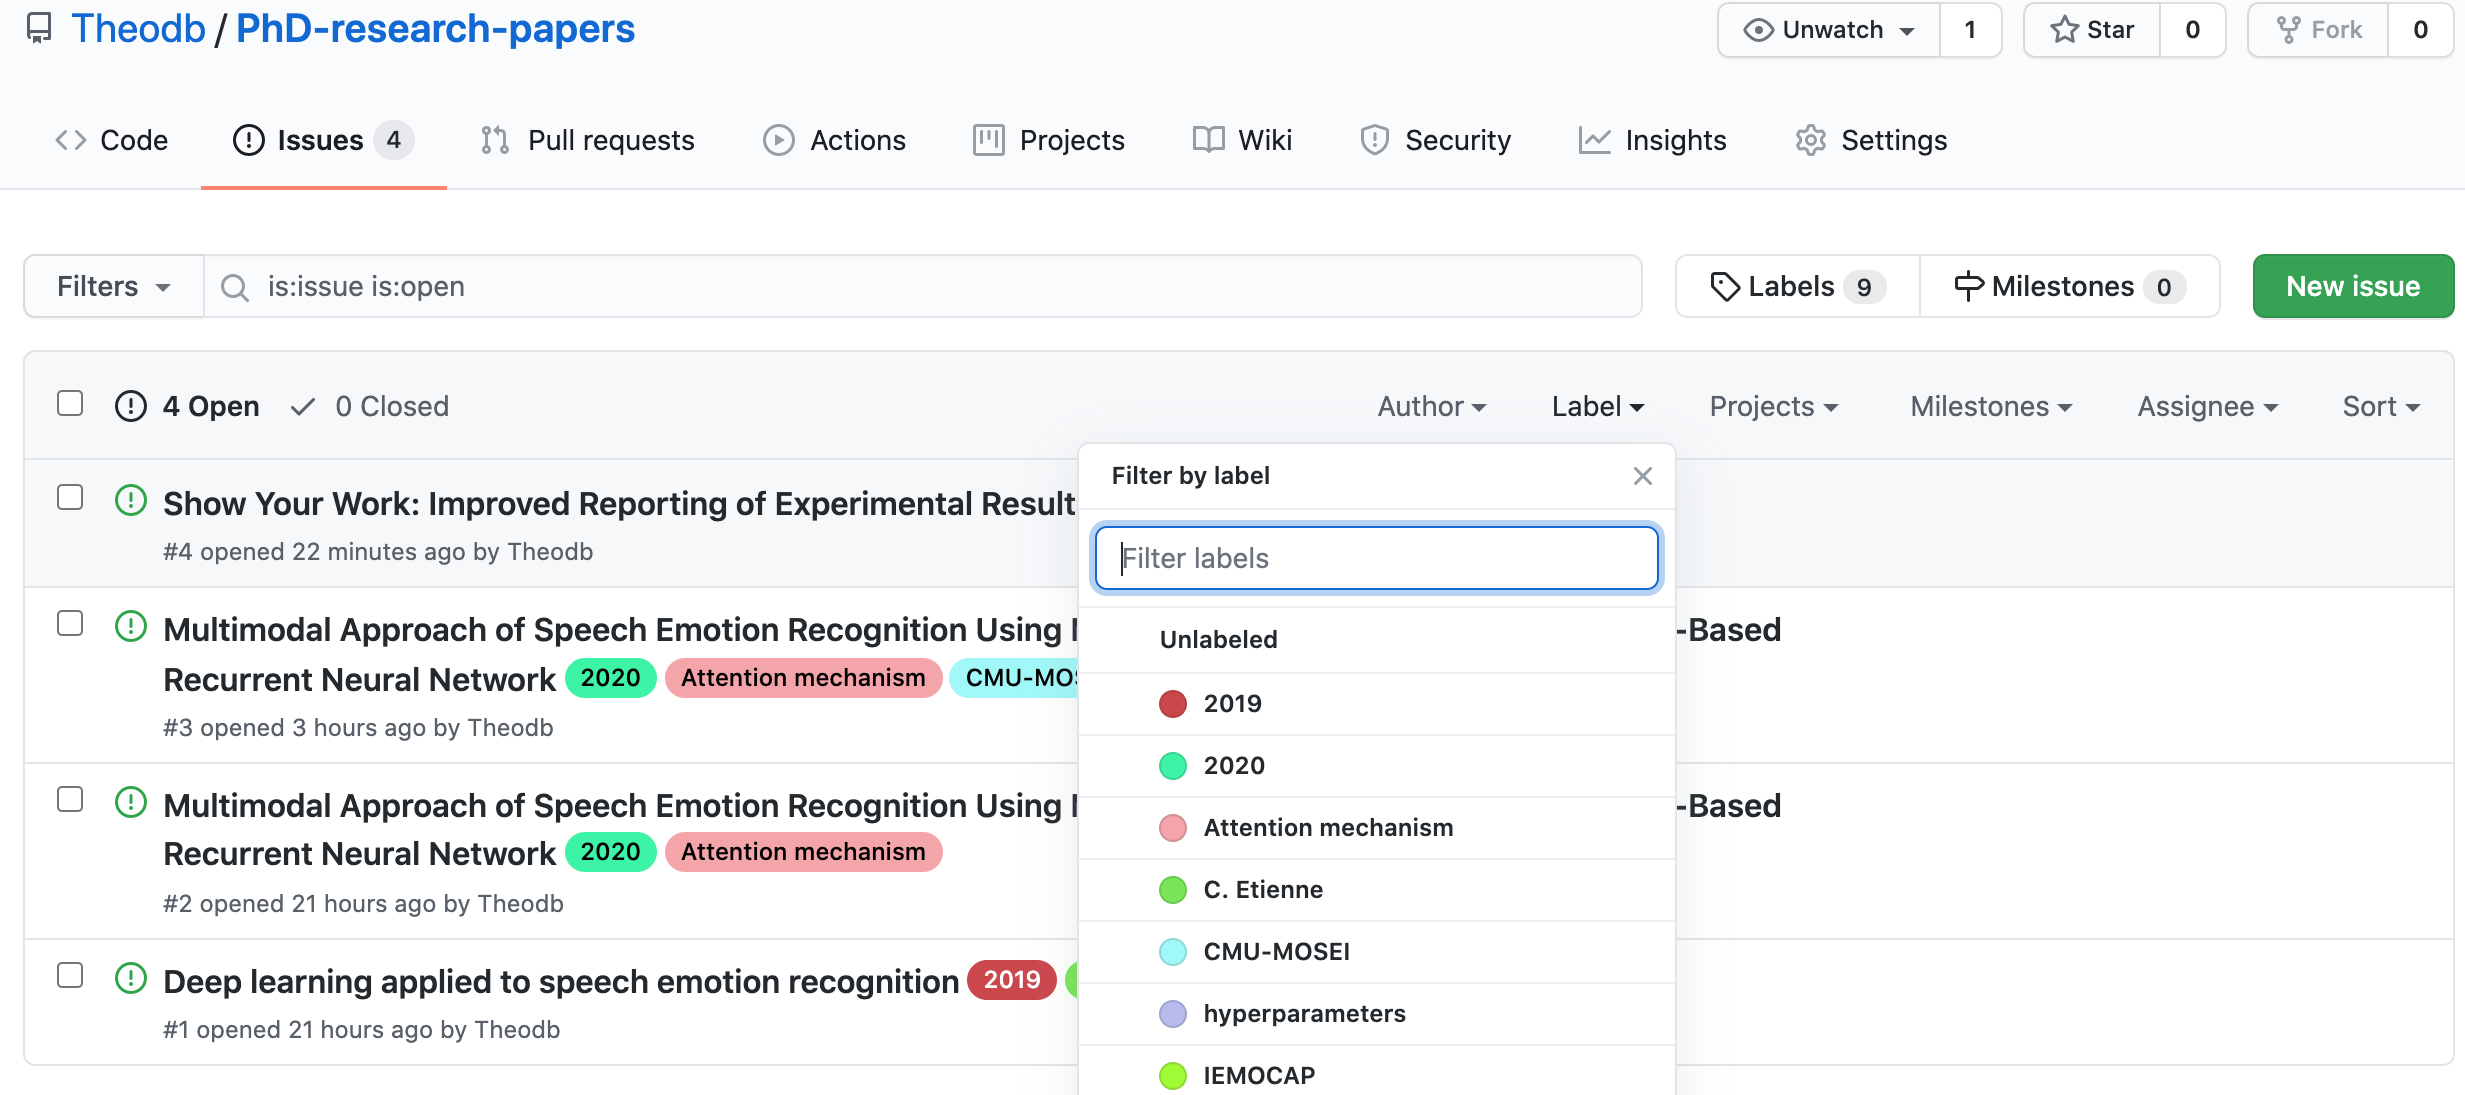 Theodb / PhD-research-papers
Unwatch 1 Star 0 Fork 0
Code Issues 4 Pull requests Actions Projects Wiki Security Insights Settings
Filters is:issue is:open Labels 9 Milestones 0 New issue
4 Open 0 Closed Author Label Projects Milestones Assignee Sort
Filter by label
Filter labels
Unlabeled
2019
2020
Attention mechanism
C. Etienne
CMU-MOSEI
hyperparameters
IEMOCAP
Show Your Work: Improved Reporting of Experimental Result
#4 opened 22 minutes ago by Theodb
Multimodal Approach of Speech Emotion Recognition Using -Based
Recurrent Neural Network 2020 Attention mechanism CMU-MOS
#3 opened 3 hours ago by Theodb
Multimodal Approach of Speech Emotion Recognition Using -Based
Recurrent Neural Network 2020 Attention mechanism
#2 opened 21 hours ago by Theodb
Deep learning applied to speech emotion recognition 2019
#1 opened 21 hours ago by Theodb